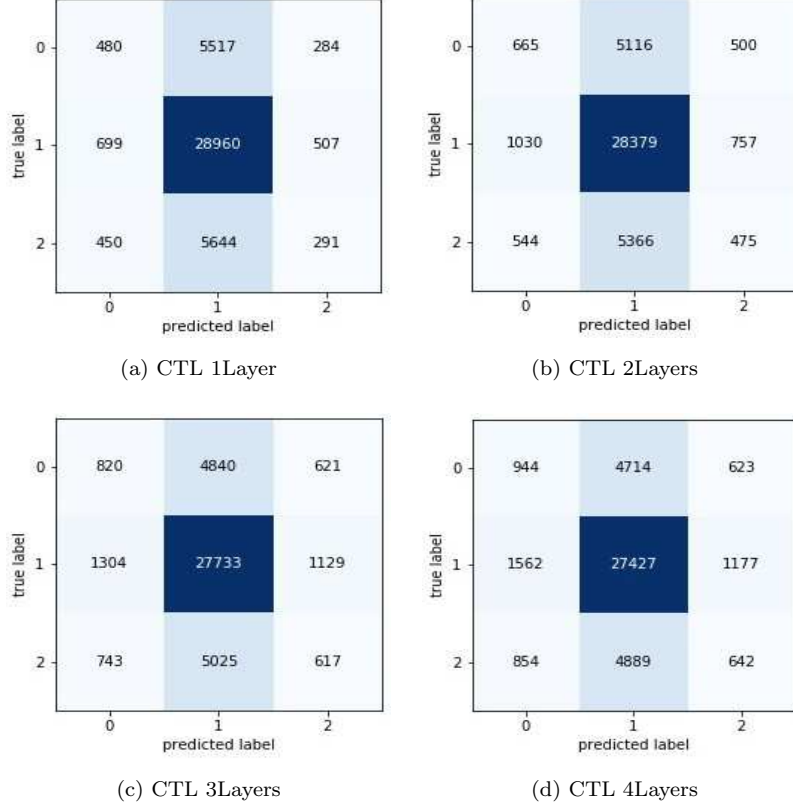 0 480 5517 284
true label
1 699 28960 507
2 450 5644 291
0 1 2
predicted label
(a) CTL 1Layer
0 665 5116 500
true label
1 1030 28379 757
2 544 5366 475
0 1 2
predicted label
(b) CTL 2Layers
0 820 4840 621
true label
1 1304 27733 1129
2 743 5025 617
0 1 2
predicted label
(c) CTL 3Layers
0 944 4714 623
true label
1 1562 27427 1177
2 854 4889 642
0 1 2
predicted label
(d) CTL 4Layers